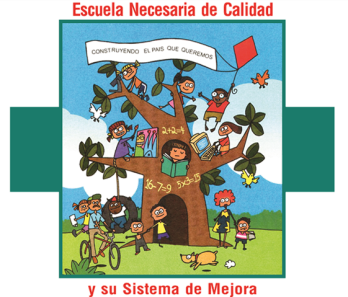 Escuela Necesaria de Calidad
CONSTRUYENDO EL PAIS QUE QUEREMOS
2+2=4
16-7=9 5x3=15
y su Sistema de Mejora